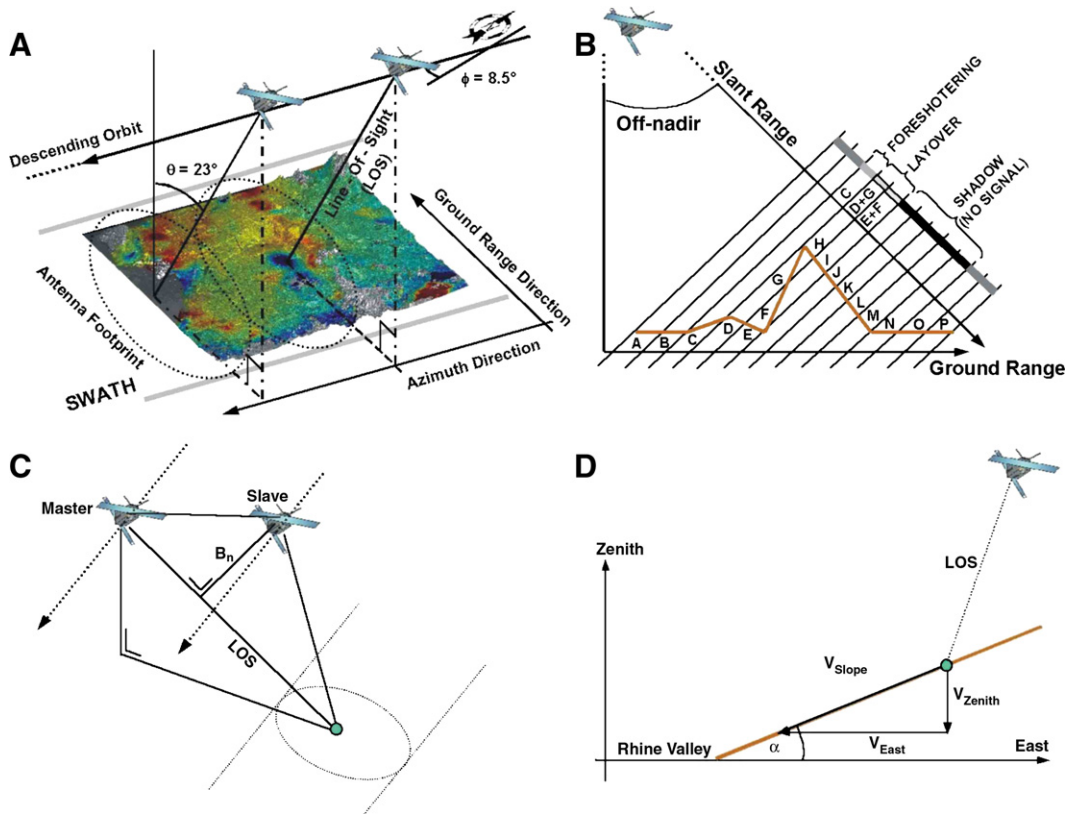 A
ϕ = 8.5°
Descending Orbit
θ = 23°
Line - Of - Sight
(LOS)
Ground Range Direction
Antenna Footprint
Azimuth Direction
SWATH
B
Slant Range
Off-nadir
FORESHOTERING
LAYOVER
SHADOW
(NO SIGNAL)
C
D+G
E+F
A
B
C
D
E
F
G
H
I
J
K
L
M
N
O
P
Ground Range
C
Master
Slave
Bn
LOS
D
Zenith
LOS
VSlope
VZenith
VEast
α
Rhine Valley
East